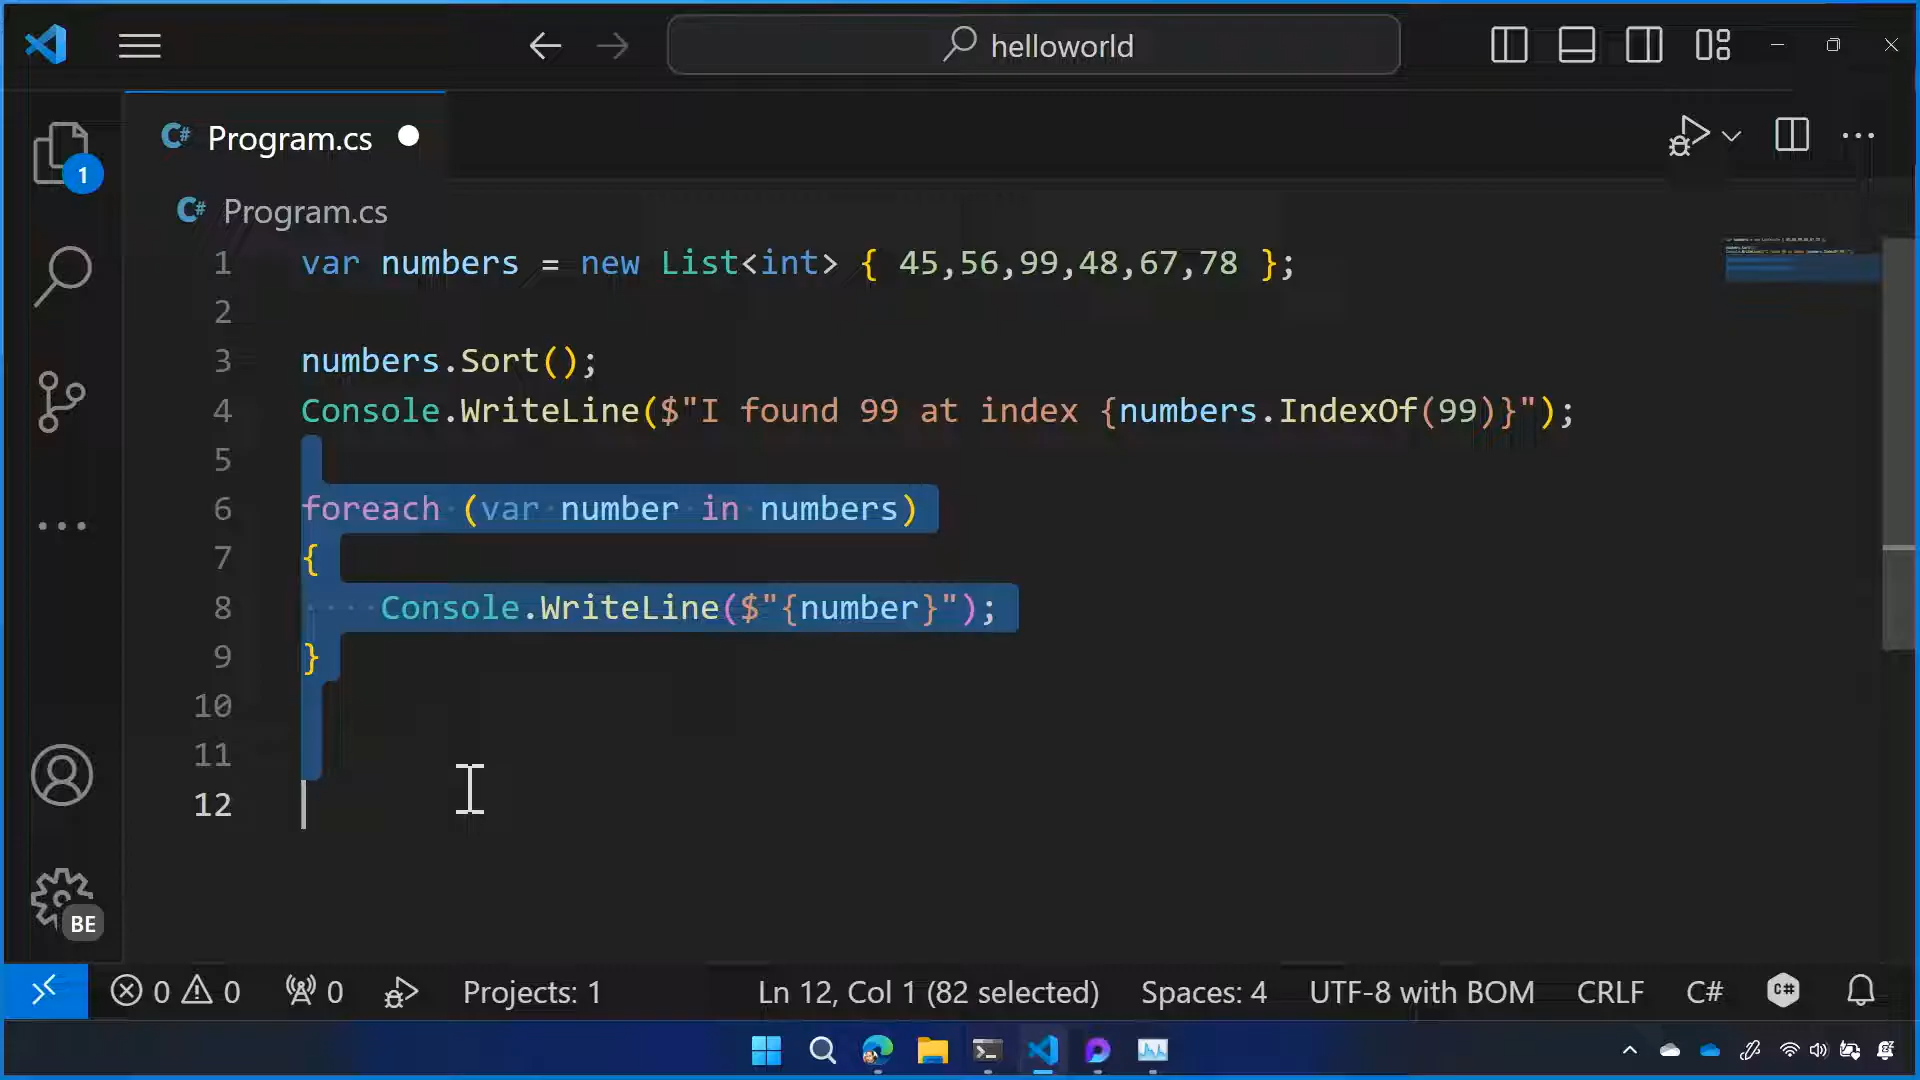 helloworld
C# Program.cs
1
C# Program.cs
1 var numbers = new List<int> { 45,56,99,48,67,78 };
2
3 numbers.Sort();
4 Console.WriteLine($"I found 99 at index {numbers.IndexOf(99)}");
5
6 foreach (var number in numbers)
7 {
8 Console.WriteLine($"{number}");
9 }
10
11
12
BE
0 0 0 Projects: 1 Ln 12, Col 1 (82 selected) Spaces: 4 UTF-8 with BOM CRLF C# C#